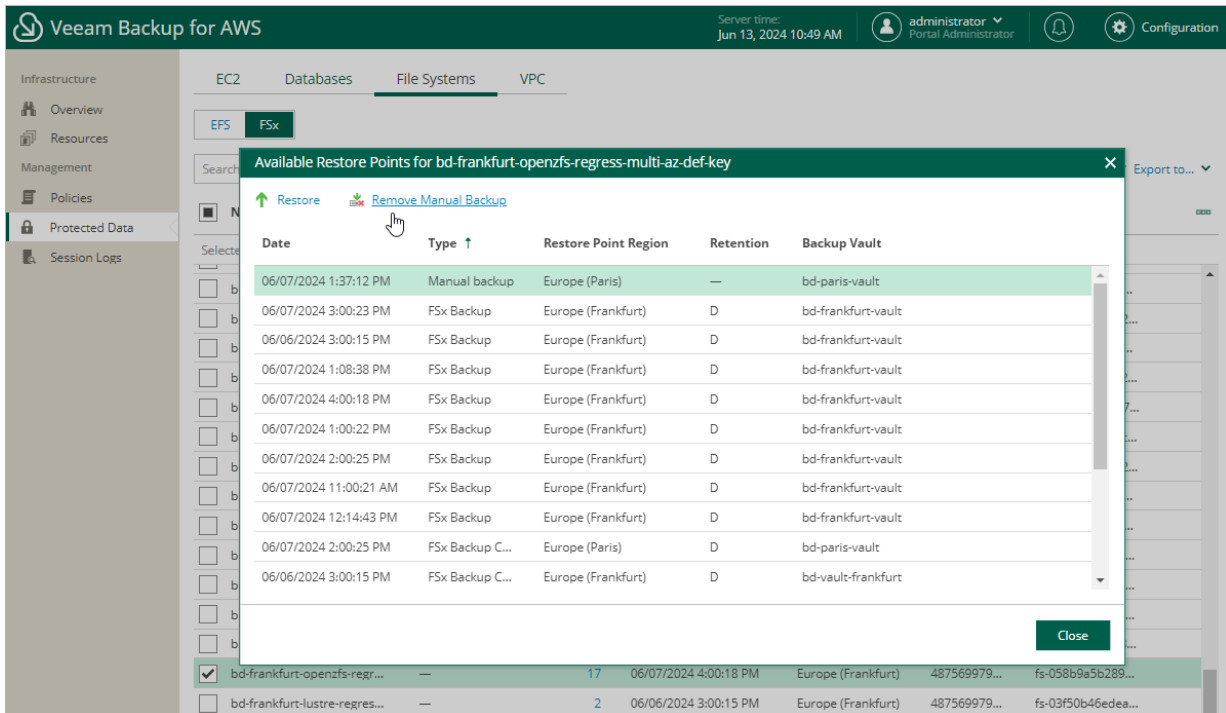 Veeam Backup for AWS
Server time:
Jun 13, 2024 10:49 AM
administrator
Portal Administrator
Configuration
Infrastructure
Overview
Resources
Management
Policies
Protected Data
Session Logs
EC2 Databases File Systems VPC
EFS FSx
Search
Export to...
N
Selecte
Available Restore Points for bd-frankfurt-openzfs-regress-multi-az-def-key
Restore Remove Manual Backup
Date Type ↑ Restore Point Region Retention Backup Vault
06/07/2024 1:37:12 PM Manual backup Europe (Paris) — bd-paris-vault
06/07/2024 3:00:23 PM FSx Backup Europe (Frankfurt) D bd-frankfurt-vault
06/06/2024 3:00:15 PM FSx Backup Europe (Frankfurt) D bd-frankfurt-vault
06/07/2024 1:08:38 PM FSx Backup Europe (Frankfurt) D bd-frankfurt-vault
06/07/2024 4:00:18 PM FSx Backup Europe (Frankfurt) D bd-frankfurt-vault
06/07/2024 1:00:22 PM FSx Backup Europe (Frankfurt) D bd-frankfurt-vault
06/07/2024 2:00:25 PM FSx Backup Europe (Frankfurt) D bd-frankfurt-vault
06/07/2024 11:00:21 AM FSx Backup Europe (Frankfurt) D bd-frankfurt-vault
06/07/2024 12:14:43 PM FSx Backup Europe (Frankfurt) D bd-frankfurt-vault
06/07/2024 2:00:25 PM FSx Backup C... Europe (Paris) D bd-paris-vault
06/06/2024 3:00:15 PM FSx Backup C... Europe (Frankfurt) D bd-vault-frankfurt
Close
bd-frankfurt-openzfs-regr... — 17 06/07/2024 4:00:18 PM Europe (Frankfurt) 487569979... fs-058b9a5b289...
bd-frankfurt-lustre-regres... — 2 06/06/2024 3:00:15 PM Europe (Frankfurt) 487569979... fs-03f50b46edea...